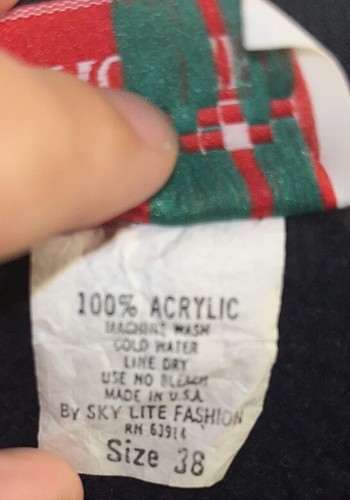 100% ACRYLIC
MACHINE WASH
COLD WATER
LINE DRY
USE NO BLEACH
MADE IN U.S.A.
By SKY LITE FASHION
RN 63914
Size 38